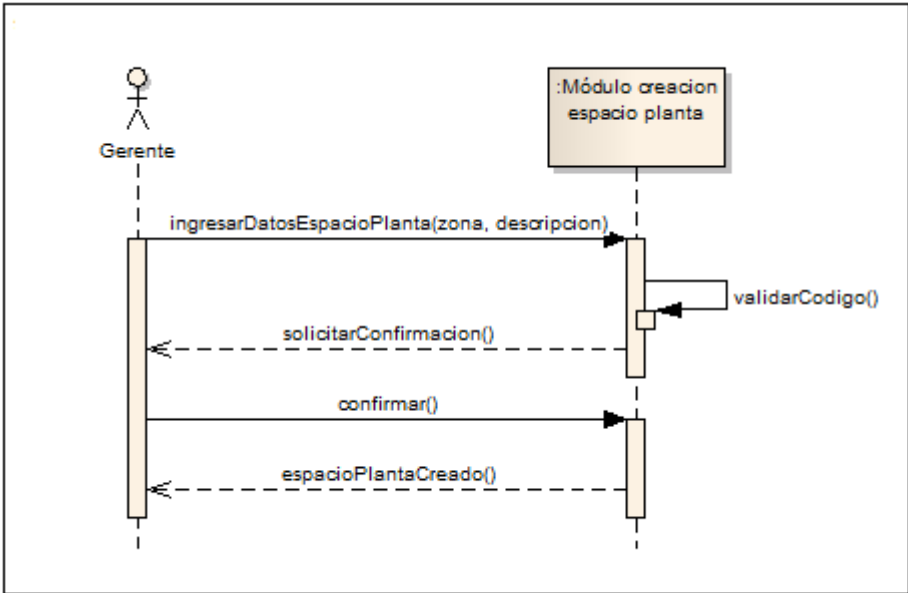 :Módulo creacion
espacio planta
Gerente
ingresarDatosEspacioPlanta(zona, descripcion)
validarCodigo()
solicitarConfirmacion()
confirmar()
espacioPlantaCreado()